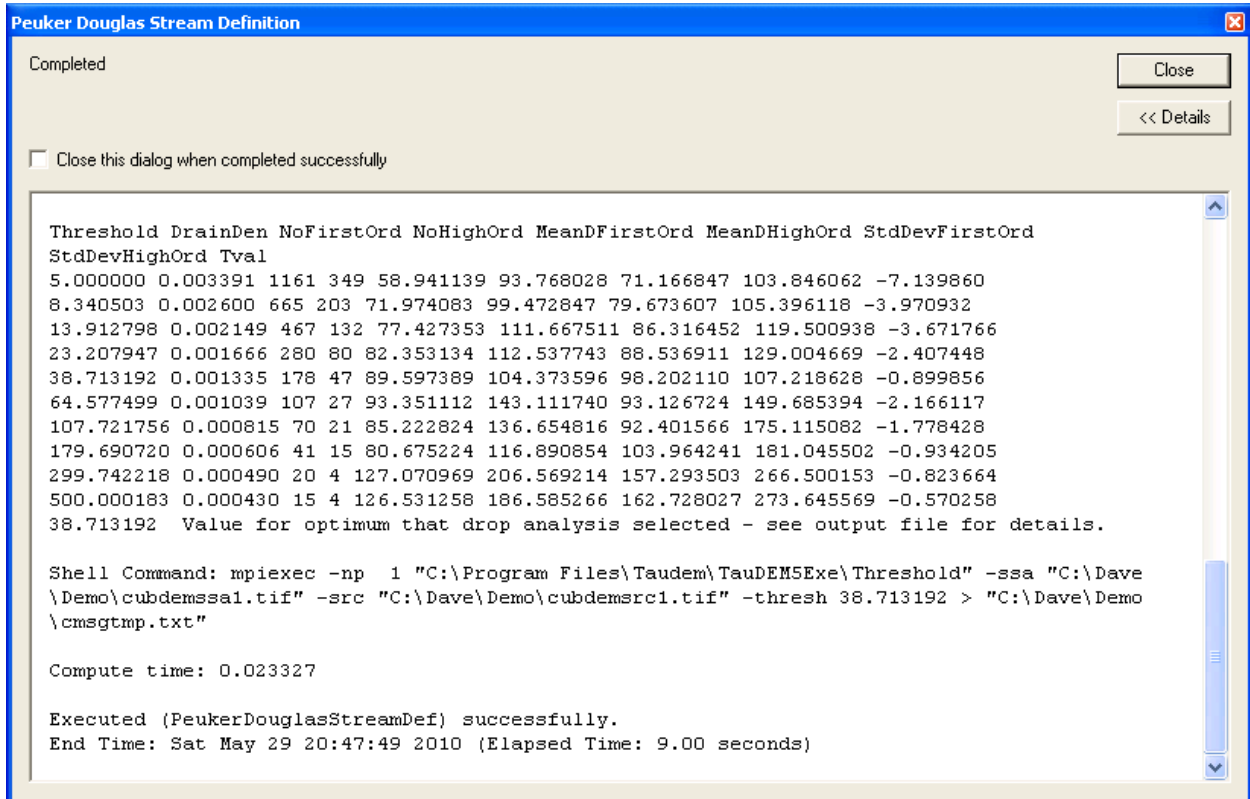 Peuker Douglas Stream Definition
Completed
Close
<< Details
Close this dialog when completed successfully
Threshold DrainDen NoFirstOrd NoHighOrd MeanDFirstOrd MeanDHighOrd StdDevFirstOrd
StdDevHighOrd Tval
5.000000 0.003391 1161 349 58.941139 93.768028 71.166847 103.846062 -7.139860
8.340503 0.002600 665 203 71.974083 99.472847 79.673607 105.396118 -3.970932
13.912798 0.002149 467 132 77.427353 111.667511 86.316452 119.500938 -3.671766
23.207947 0.001666 280 80 82.353134 112.537743 88.536911 129.004669 -2.407448
38.713192 0.001335 178 47 89.597389 104.373596 98.202110 107.218628 -0.899856
64.577499 0.001039 107 27 93.351112 143.111740 93.126724 149.685394 -2.166117
107.721756 0.000815 70 21 85.222824 136.654816 92.401566 175.115082 -1.778428
179.690720 0.000606 41 15 80.675224 116.890854 103.964241 181.045502 -0.934205
299.742218 0.000490 20 4 127.070969 206.569214 157.293503 266.500153 -0.823664
500.000183 0.000430 15 4 126.531258 186.585266 162.728027 273.645569 -0.570258
38.713192  Value for optimum that drop analysis selected - see output file for details.
Shell Command: mpiexec -np  1 "C:\Program Files\Taudem\TauDEM5Exe\Threshold" -ssa "C:\Dave
\Demo\cubdemssa1.tif" -src "C:\Dave\Demo\cubdemsrc1.tif" -thresh 38.713192 > "C:\Dave\Demo
\cmsgtmp.txt"
Compute time: 0.023327
Executed (PeukerDouglasStreamDef) successfully.
End Time: Sat May 29 20:47:49 2010 (Elapsed Time: 9.00 seconds)